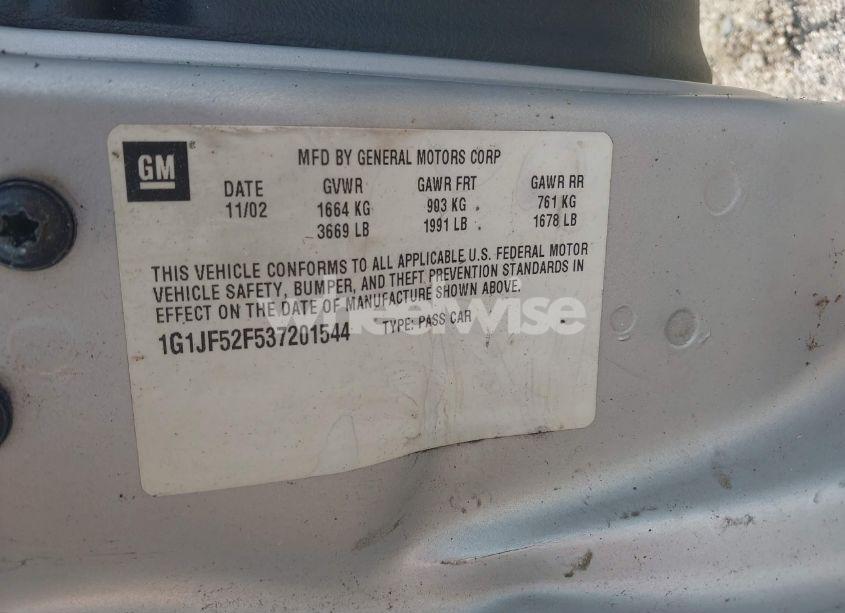 GM
MFD BY GENERAL MOTORS CORP
DATE GVWR GAWR FRT GAWR RR
11/02 1664 KG 903 KG 761 KG
3669 LB 1991 LB 1678 LB
THIS VEHICLE CONFORMS TO ALL APPLICABLE U.S. FEDERAL MOTOR
VEHICLE SAFETY, BUMPER, AND THEFT PREVENTION STANDARDS IN
EFFECT ON THE DATE OF MANUFACTURE SHOWN ABOVE.
1G1JF52F537201544 TYPE: PASS CAR
Wheelwise